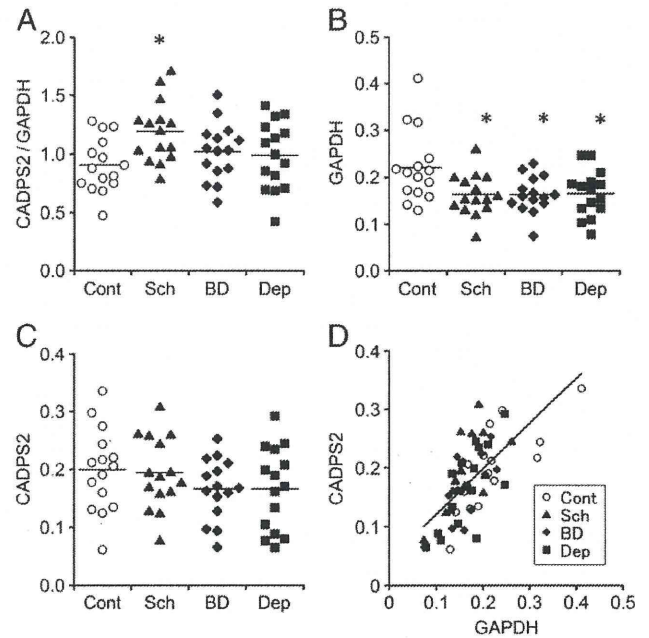 A
B
2.0
1.5
1.0
0.5
0.0
CADPS2 / GAPDH
*
Cont Sch BD Dep
0.5
0.4
0.3
0.2
0.1
0.0
GAPDH
* * *
Cont Sch BD Dep
C
D
0.4
0.3
0.2
0.1
0
CADPS2
Cont Sch BD Dep
0.4
0.3
0.2
0.1
0
CADPS2
Cont
Sch
BD
Dep
0 0.1 0.2 0.3 0.4 0.5
GAPDH